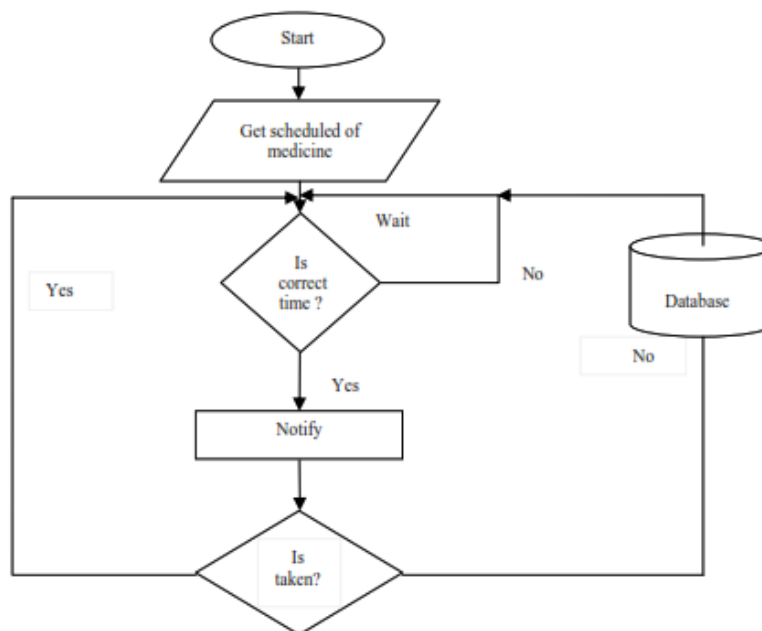 Start
Get scheduled of
medicine
Wait
Is
correct
time ?
No
Yes
Database
No
Yes
Notify
Is
taken?